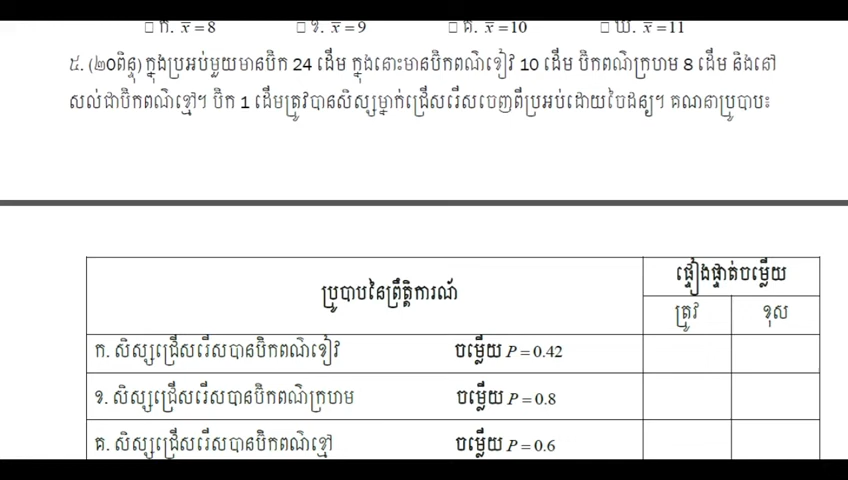 □ ក. x̄ = 8 □ ខ. x̄ = 9 □ គ. x̄ = 10 □ ឃ. x̄ = 11
៥. (២0ពិន្ទុ) ក្នុងប្រអប់មួយមានប៊ិក 24 ដើម ក្នុងនោះមានប៊ិកពណ៌ខៀវ 10 ដើម ប៊ិកពណ៌ក្រហម 8 ដើម និងនៅ
សល់ជាប៊ិកពណ៌ខ្មៅ។ ប៊ិក 1 ដើមត្រូវបានសិស្សម្នាក់ជ្រើសរើសចេញពីប្រអប់ដោយចៃដន្យ។ គណនាប្រូបាប៖
ប្រូបាបនៃព្រឹត្តិការណ៍ ផ្ទៀងផ្ទាត់ចម្លើយ
ត្រូវ ខុស
ក. សិស្សជ្រើសរើសបានប៊ិកពណ៌ខៀវ ចម្លើយ P = 0.42
ខ. សិស្សជ្រើសរើសបានប៊ិកពណ៌ក្រហម ចម្លើយ P = 0.8
គ. សិស្សជ្រើសរើសបានប៊ិកពណ៌ខ្មៅ ចម្លើយ P = 0.6